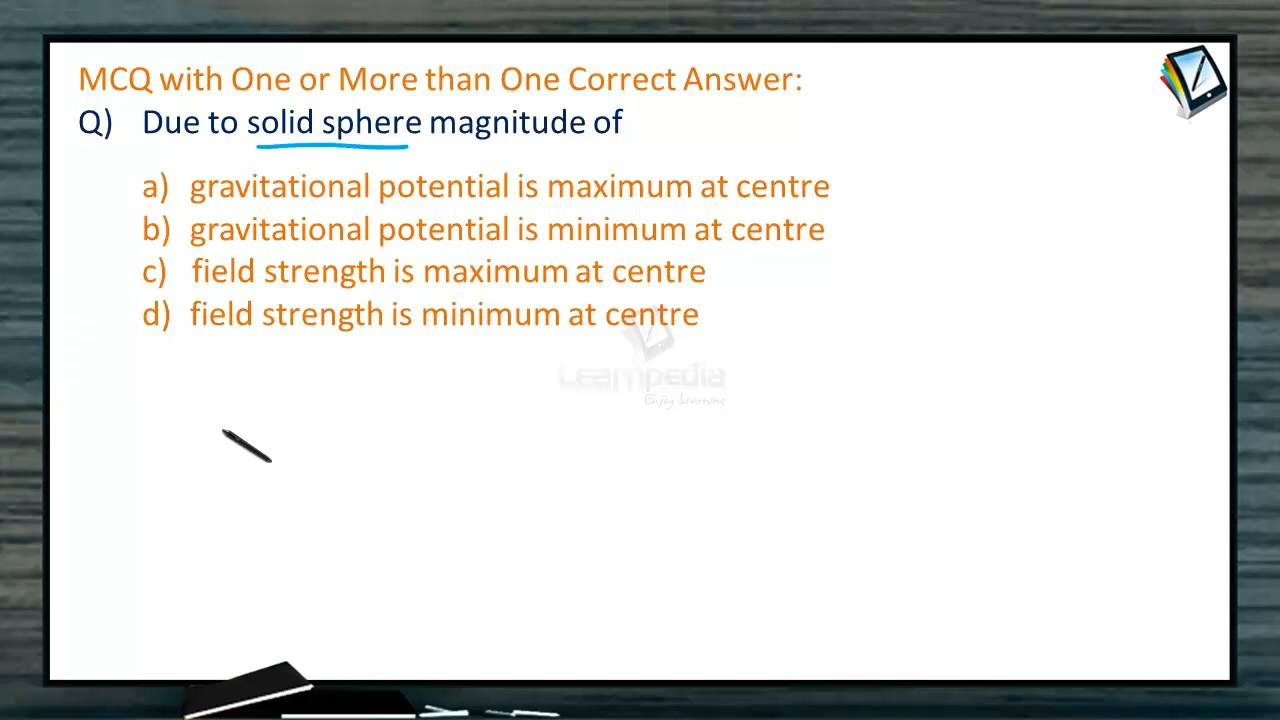 MCQ with One or More than One Correct Answer:
Q) Due to solid sphere magnitude of
a) gravitational potential is maximum at centre
b) gravitational potential is minimum at centre
c) field strength is maximum at centre
d) field strength is minimum at centre
Learnpedia
Enjoy Learning